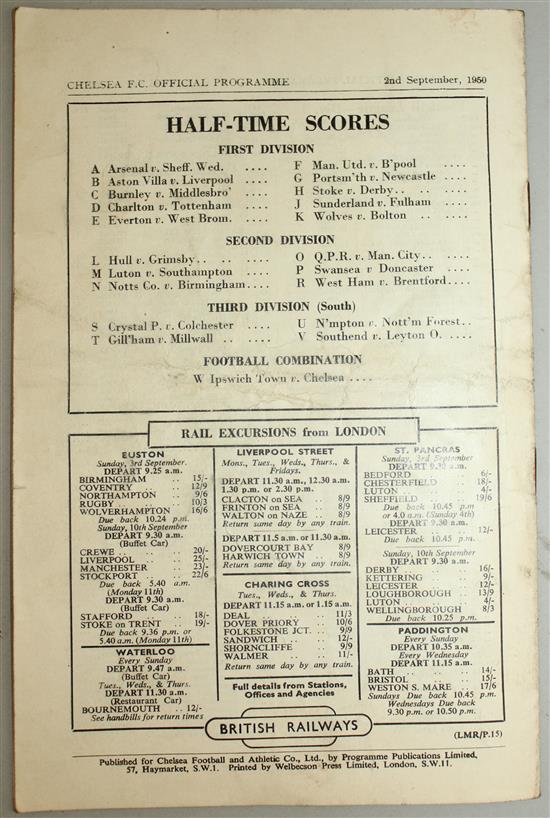 CHELSEA F.C. OFFICIAL PROGRAMME 2nd September, 1950
HALF-TIME SCORES
FIRST DIVISION
A Arsenal v. Sheff. Wed. ....
B Aston Villa v. Liverpool ....
C Burnley v. Middlesbro' ....
D Charlton v. Tottenham ....
E Everton v. West Brom. ....
F Man. Utd. v. B'pool ....
G Portsm'th v. Newcastle ....
H Stoke v. Derby.. .. ....
J Sunderland v. Fulham ....
K Wolves v. Bolton .. ....
SECOND DIVISION
L Hull v. Grimsby.. .. ....
M Luton v. Southampton ....
N Notts Co. v. Birmingham....
O Q.P.R. v. Man. City.. ....
P Swansea v Doncaster ....
R West Ham v. Brentford....
THIRD DIVISION (South)
S Crystal P. v. Colchester ....
T Gill'ham v. Millwall .. ....
U N'mpton v. Nott'm Forest..
V Southend v. Leyton O. ....
FOOTBALL COMBINATION
W Ipswich Town v. Chelsea ....
RAIL EXCURSIONS from LONDON
EUSTON
Sunday, 3rd September.
DEPART 9.25 a.m.
BIRMINGHAM .. 15/-
COVENTRY .. .. 12/9
NORTHAMPTON .. 9/6
RUGBY .. .. .. 10/3
WOLVERHAMPTON 16/6
Due back 10.24 p.m.
Sunday, 10th September
DEPART 9.30 a.m.
(Buffet Car)
CREWE .. .. .. 20/-
LIVERPOOL .. .. 25/-
MANCHESTER .. 23/-
STOCKPORT .. .. 22/6
Due back 5.40 a.m.
(Monday 11th)
DEPART 9.30 a.m.
(Buffet Car)
STAFFORD .. .. 18/-
STOKE on TRENT .. 19/-
Due back 9.36 p.m. or
5.40 a.m. (Monday 11th)
WATERLOO
Every Sunday
DEPART 9.47 a.m.
(Buffet Car)
Tues., Weds., & Thurs.
DEPART 11.30 a.m.
(Restaurant Car)
BOURNEMOUTH .. 12/-
See handbills for return times
LIVERPOOL STREET
Mons., Tues., Weds., Thurs., &
Fridays.
DEPART 11.30 a.m., 12.30 a.m.
1.30 p.m. or 2.30 p.m.
CLACTON on SEA .. 8/9
FRINTON on SEA .. 8/9
WALTON on NAZE .. 8/9
Return same day by any train.
DEPART 11.5 a.m. or 11.30 a.m.
DOVERCOURT BAY 8/9
HARWICH TOWN .. 8/9
Return same day by any train.
CHARING CROSS
Tues., Weds., & Thurs.
DEPART 11.15 a.m. or 1.15 a.m.
DEAL .. .. .. 11/3
DOVER PRIORY .. 10/6
FOLKESTONE JCT. .. 9/9
SANDWICH .. .. 12/-
SHORNCLIFFE .. 9/9
WALMER .. .. .. 11/-
Return same day by any train.
Full details from Stations,
Offices and Agencies
ST. PANCRAS
Sunday, 3rd September
DEPART 9.30 a.m.
BEDFORD .. .. 6/-
CHESTERFIELD .. 18/-
LUTON .. .. .. 4/-
SHEFFIELD .. .. 19/6
Due back 10.45 p.m
or 4.0 a.m. (Sunday 4th)
DEPART 9.30 a.m.
LEICESTER .. .. 12/-
Due back 10.45 p.m.
Sunday, 10th September
DEPART 9.30 a.m.
DERBY .. .. .. 16/-
KETTERING .. .. 9/-
LEICESTER .. .. 12/-
LOUGHBOROUGH .. 13/9
LUTON .. .. .. 4/-
WELLINGBOROUGH 8/3
Due back 10.25 p.m.
PADDINGTON
Every Sunday
DEPART 10.35 a.m.
Every Wednesday
DEPART 11.15 a.m.
BATH .. .. .. 14/-
BRISTOL .. .. .. 15/-
WESTON S. MARE .. 17/6
Sundays Due back 10.45 p.m.
Wednesdays Due back
9.30 p.m. or 10.50 p.m.
BRITISH RAILWAYS
(LMR/P.15)
Published for Chelsea Football and Athletic Co., Ltd., by Programme Publications Limited,
57, Haymarket, S.W.1. Printed by Welbecson Press Limited, London, S.W.11.